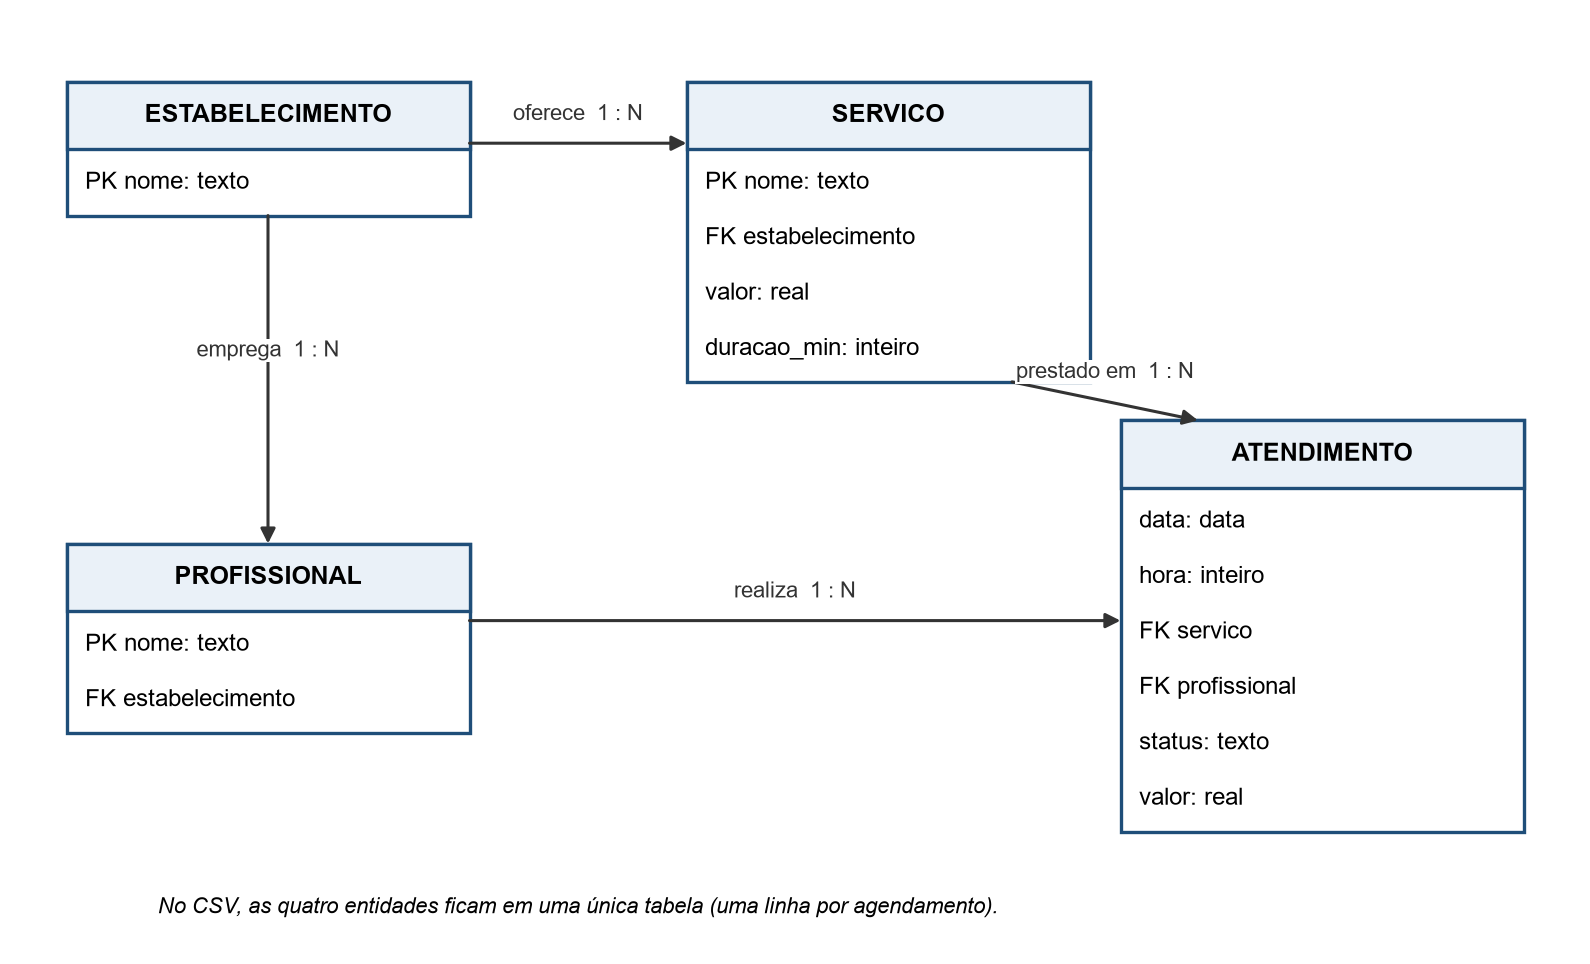 ESTABELECIMENTO
PK nome: texto
oferece 1 : N
SERVICO
PK nome: texto
FK estabelecimento
valor: real
duracao_min: inteiro
emprega 1 : N
prestado em 1 : N
ATENDIMENTO
data: data
hora: inteiro
FK servico
FK profissional
status: texto
valor: real
PROFISSIONAL
PK nome: texto
FK estabelecimento
realiza 1 : N
No CSV, as quatro entidades ficam em uma única tabela (uma linha por agendamento).